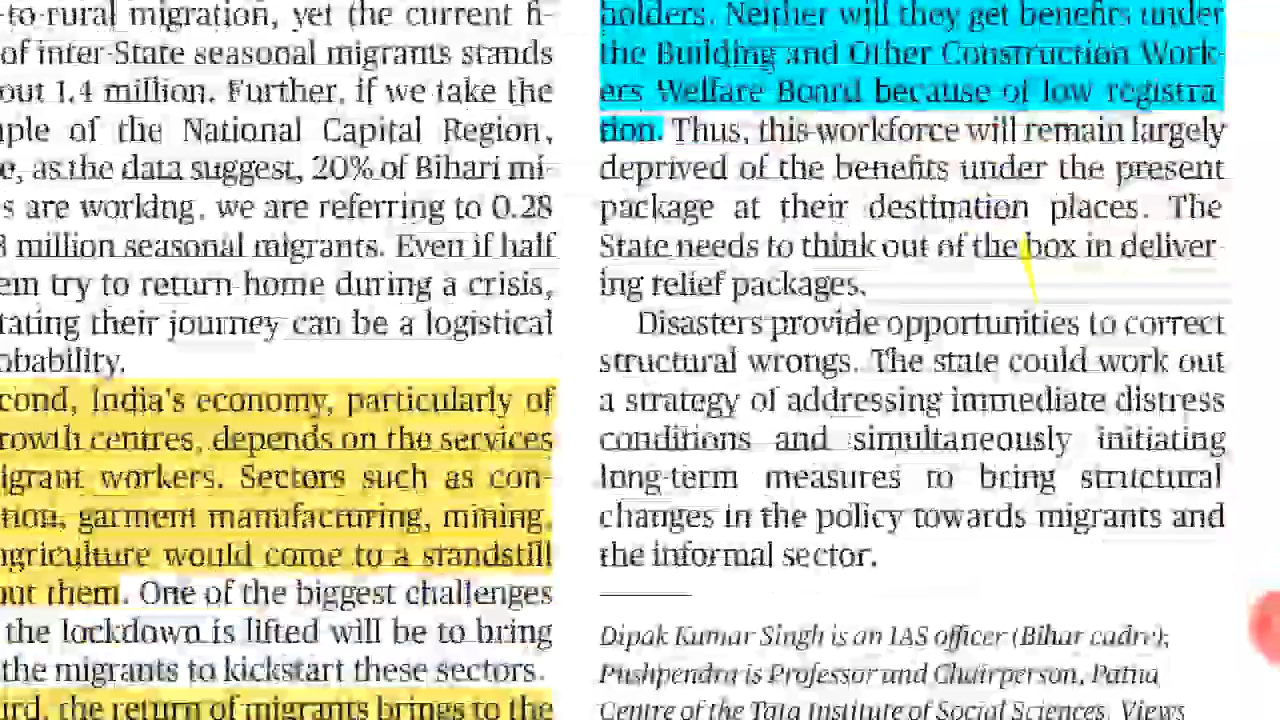 -to-rural migration, yet the current fi-
of inter-State seasonal migrants stands
out 1.4 million. Further, if we take the
ple of the National Capital Region,
e, as the data suggest, 20% of Bihari mi-
s are working, we are referring to 0.28
8 million seasonal migrants. Even if half
em try to return home during a crisis,
tating their journey can be a logistical
obability.
cond, India's economy, particularly of
rowth centres, depends on the services
igrant workers. Sectors such as con-
tion, garment manufacturing, mining,
agriculture would come to a standstill
out them. One of the biggest challenges
the lockdown is lifted will be to bring
the migrants to kickstart these sectors.
ird, the return of migrants brings to the
holders. Neither will they get benefits under
the Building and Other Construction Work-
ers Welfare Board because of low registra
tion. Thus, this workforce will remain largely
deprived of the benefits under the present
package at their destination places. The
State needs to think out of the box in deliver-
ing relief packages.
Disasters provide opportunities to correct
structural wrongs. The state could work out
a strategy of addressing immediate distress
conditions and simultaneously initiating
long-term measures to bring structural
changes in the policy towards migrants and
the informal sector.
Dipak Kumar Singh is an IAS officer (Bihar cadre);
Pushpendra is Professor and Chairperson, Patna
Centre of the Tata Institute of Social Sciences. Views